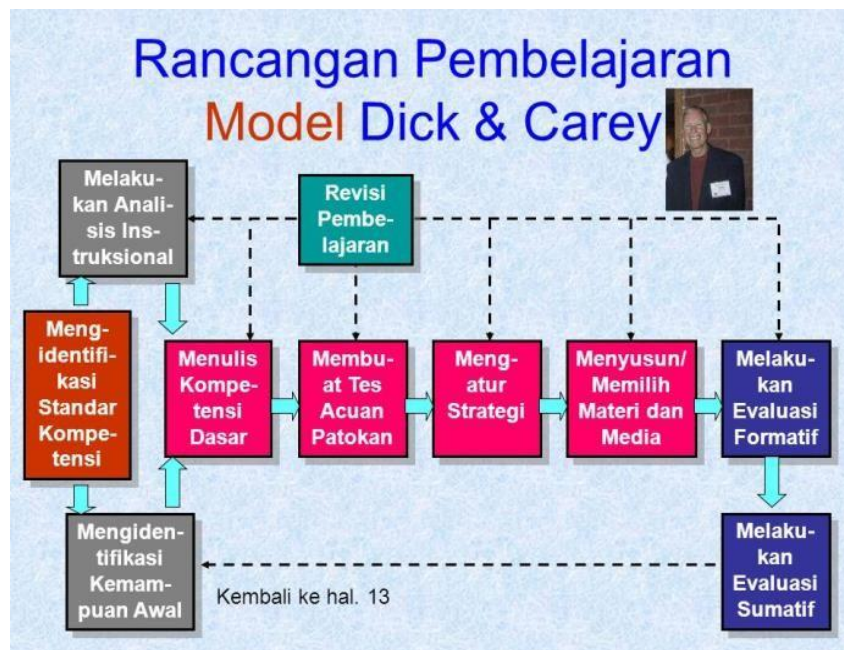 Rancangan Pembelajaran
Model Dick & Carey
Melaku-
kan Anali-
sis Ins-
truksional
Revisi
Pembe-
lajaran
Meng-
identifi-
kasi
Standar
Kompe-
tensi
Menulis
Kompe-
tensi
Dasar
Membu-
at Tes
Acuan
Patokan
Meng-
atur
Strategi
Menyusun/
Memilih
Materi dan
Media
Melaku-
kan
Evaluasi
Formatif
Mengiden-
tifikasi
Kemam-
puan Awal
Kembali ke hal. 13
Melaku-
kan
Evaluasi
Sumatif